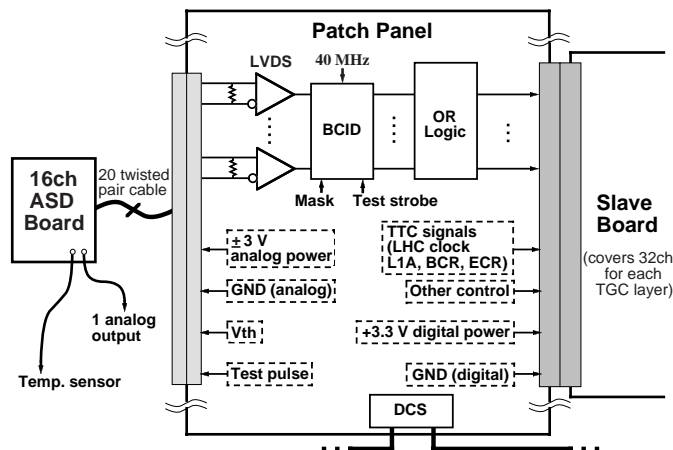 Patch Panel
LVDS
40 MHz
BCID
OR
Logic
Mask
Test strobe
20 twisted
pair cable
16ch
ASD
Board
± 3 V
analog power
GND (analog)
Vth
Test pulse
1 analog
output
Temp. sensor
TTC signals
(LHC clock
L1A, BCR, ECR)
Other control
+3.3 V digital power
GND (digital)
DCS
Slave
Board
(covers 32ch
for each
TGC layer)